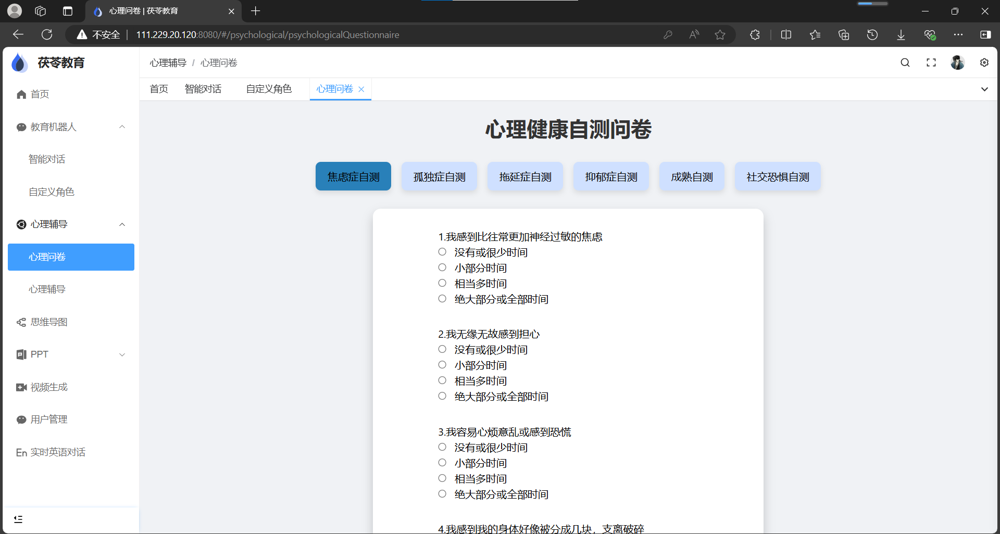 心理问卷 | 茯苓教育
不安全 | 111.229.20.120:8080/#/psychological/psychologicalQuestionnaire
茯苓教育
心理辅导 / 心理问卷
首页 智能对话 自定义角色 心理问卷
首页
教育机器人
智能对话
自定义角色
心理辅导
心理问卷
心理辅导
思维导图
PPT
视频生成
用户管理
En 实时英语对话
心理健康自测问卷
焦虑症自测 孤独症自测 拖延症自测 抑郁症自测 成熟自测 社交恐惧自测
1.我感到比往常更加神经过敏的焦虑
没有或很少时间
小部分时间
相当多时间
绝大部分或全部时间
2.我无缘无故感到担心
没有或很少时间
小部分时间
相当多时间
绝大部分或全部时间
3.我容易心烦意乱或感到恐慌
没有或很少时间
小部分时间
相当多时间
绝大部分或全部时间
4.我感到我的身体好像被分成几块，支离破碎